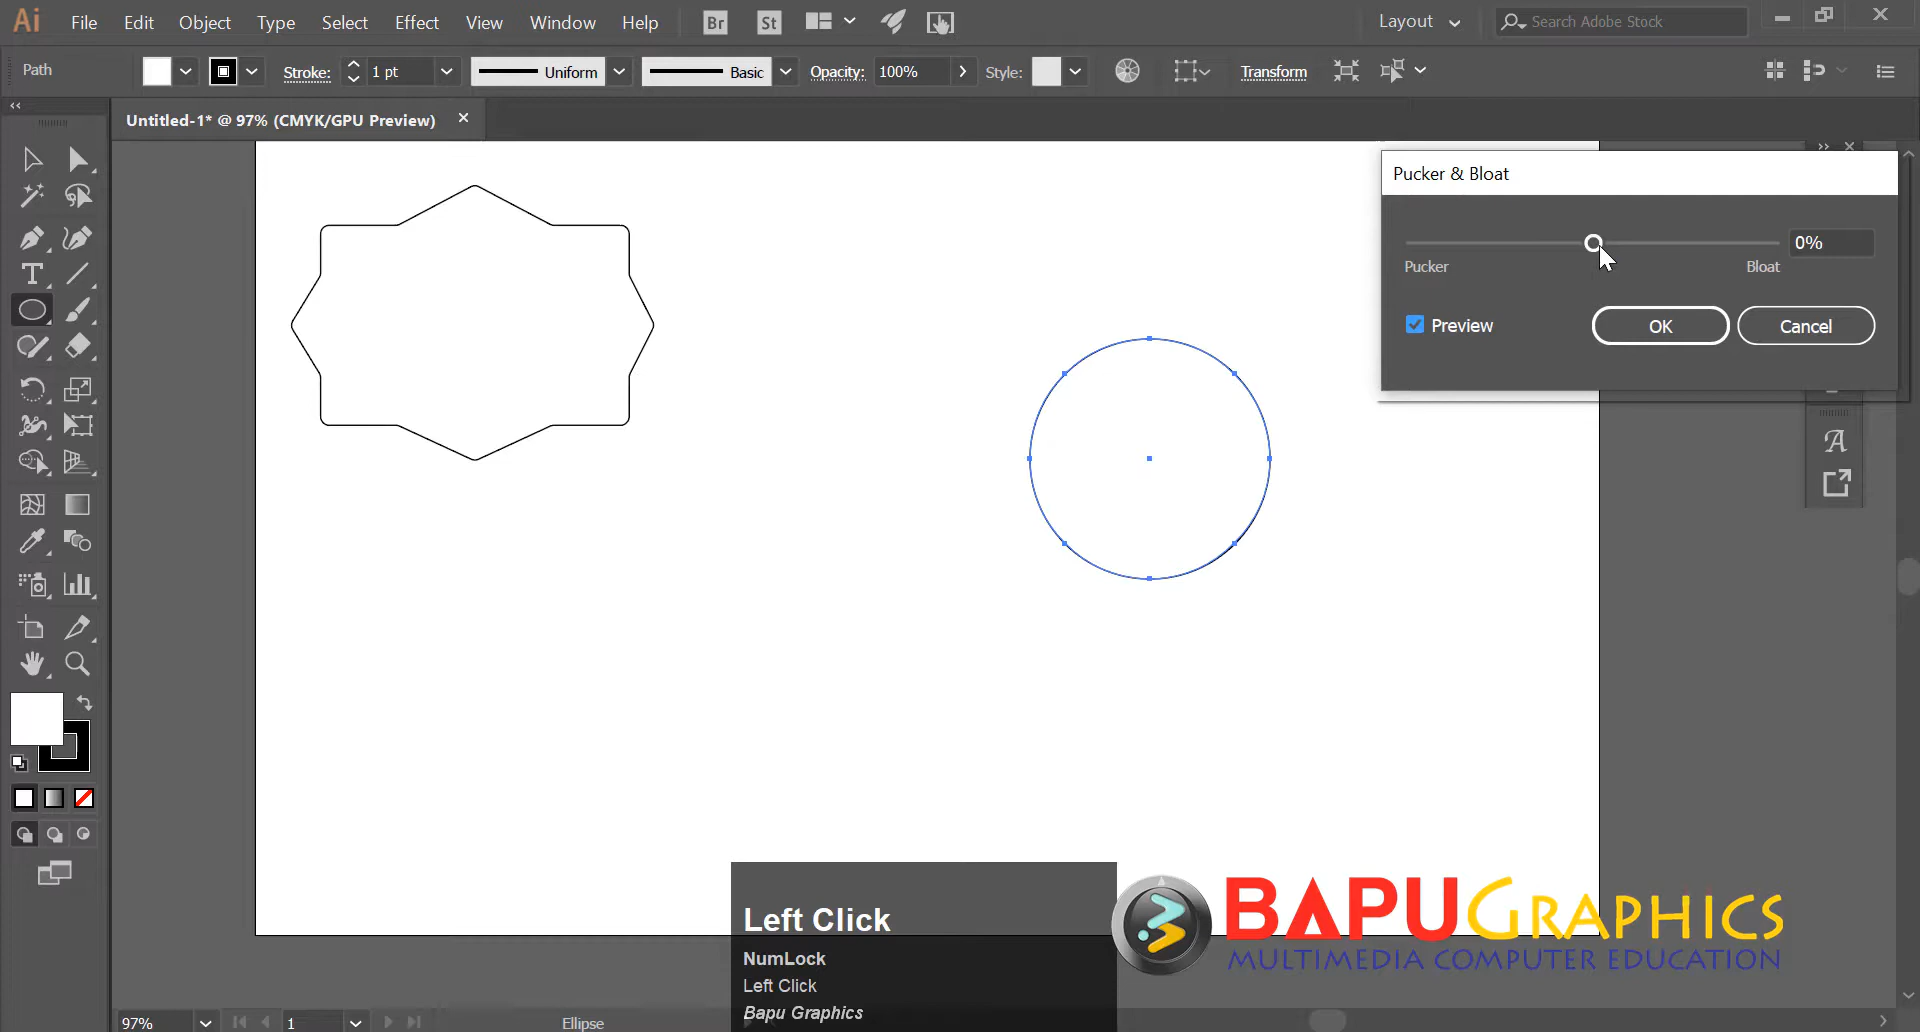 Ai File Edit Object Type Select Effect View Window Help Br St Layout Search Adobe Stock
Path Stroke: 1 pt Uniform Basic Opacity: 100% Style: Transform
Untitled-1* @ 97% (CMYK/GPU Preview)
Pucker & Bloat
0%
Pucker Bloat
Preview OK Cancel
Left Click
NumLock
Left Click
Bapu Graphics
BAPU GRAPHICS
MULTIMEDIA COMPUTER EDUCATION
97% 1 Ellipse